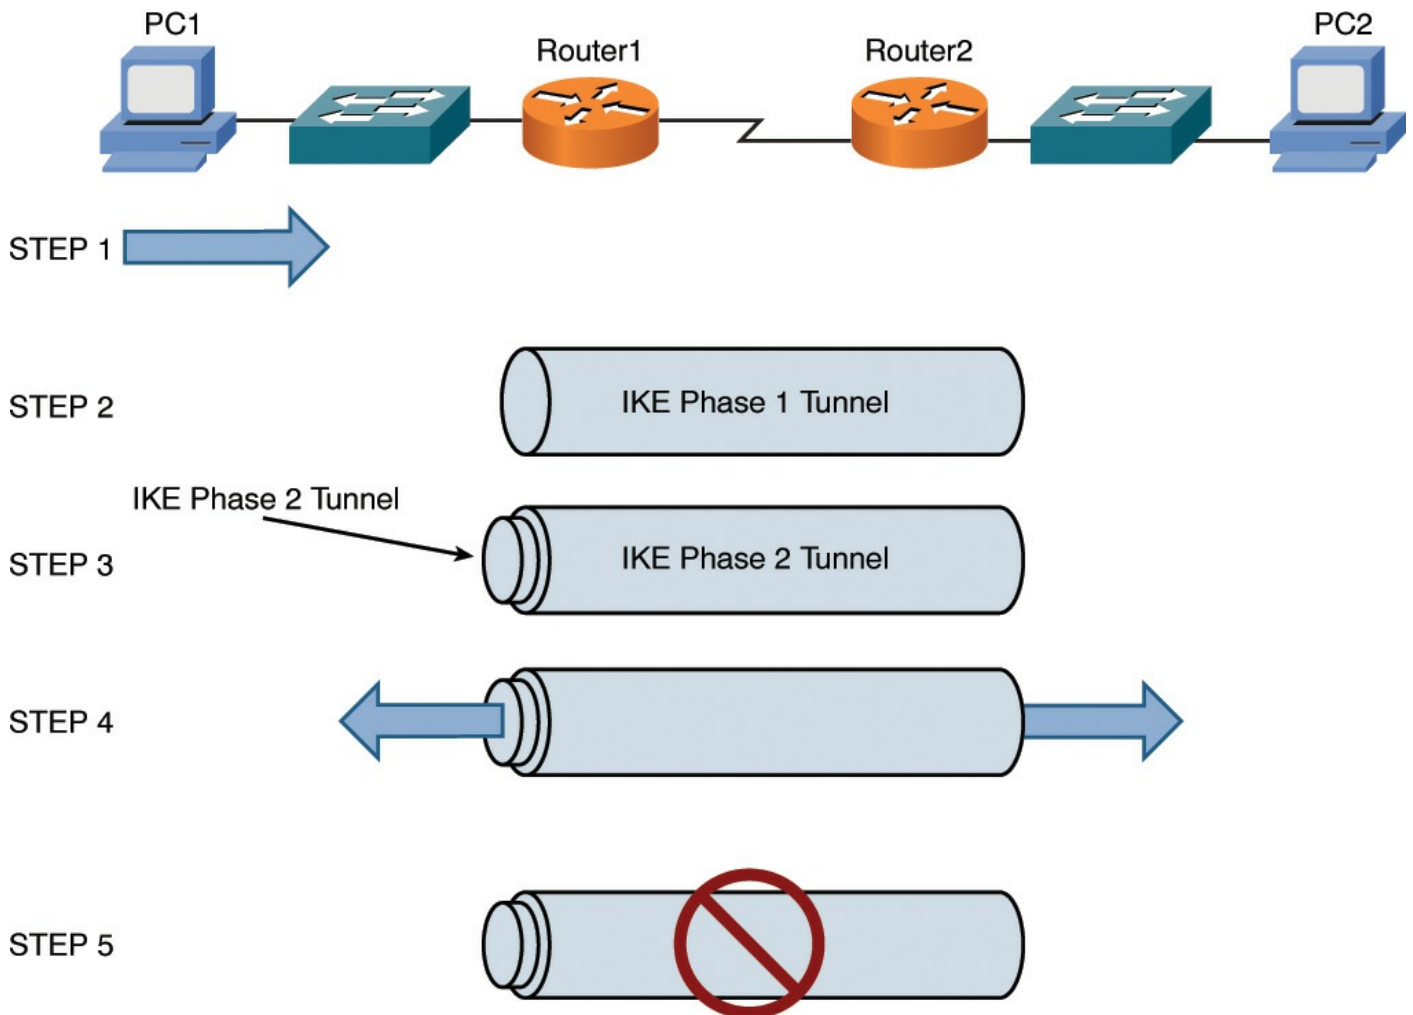 PC1
Router1
Router2
PC2
STEP 1
STEP 2
IKE Phase 1 Tunnel
IKE Phase 2 Tunnel
STEP 3
IKE Phase 2 Tunnel
STEP 4
STEP 5